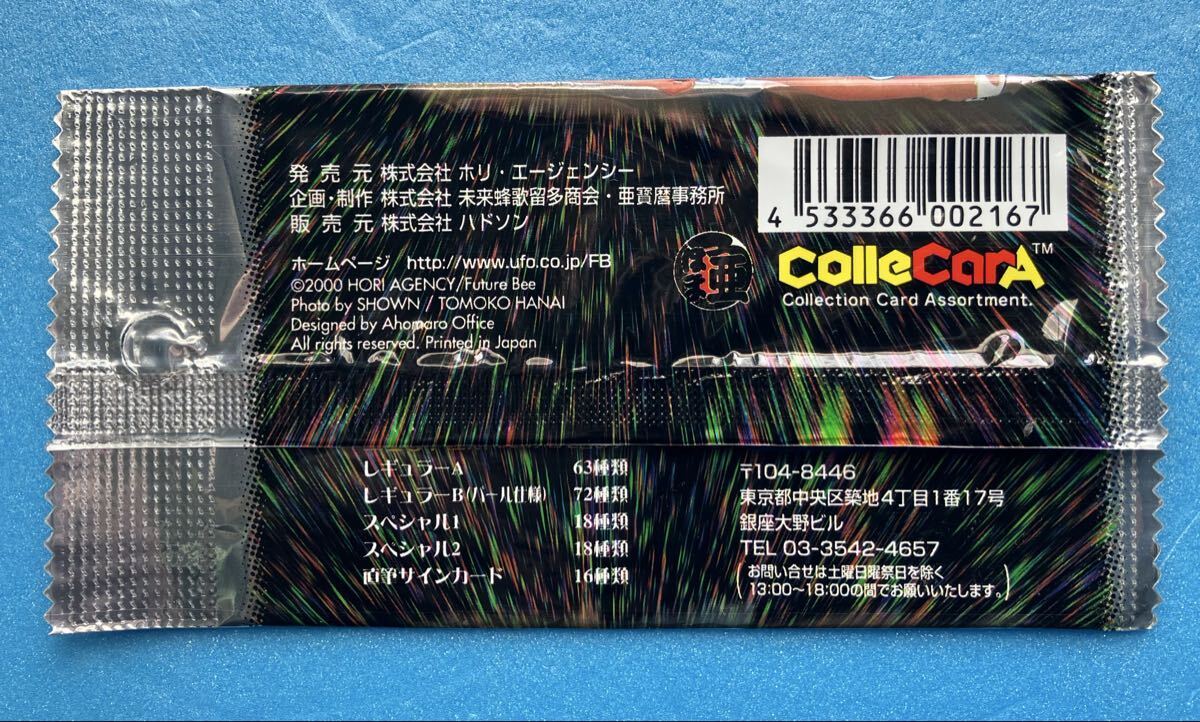 発売元 株式会社 ホリ・エージェンシー
企画・制作 株式会社 未来蜂歌留多商会・亜寶麿事務所
販売元 株式会社 ハドソン
ホームページ http://www.ufo.co.jp/FB
©2000 HORI AGENCY/Future Bee
Photo by SHOWN / TOMOKO HANAI
Designed by Ahomaro Office
All rights reserved. Printed in Japan
4 533366 002167
ColleCarA™
Collection Card Assortment.
レギュラーA 63種類
レギュラーB(パール仕様) 72種類
スペシャル1 18種類
スペシャル2 18種類
直筆サインカード 16種類
〒104-8446
東京都中央区築地4丁目1番17号
銀座大野ビル
TEL 03-3542-4657
(お問い合せは土曜日曜祭日を除く
13:00〜18:00の間でお願いいたします。)